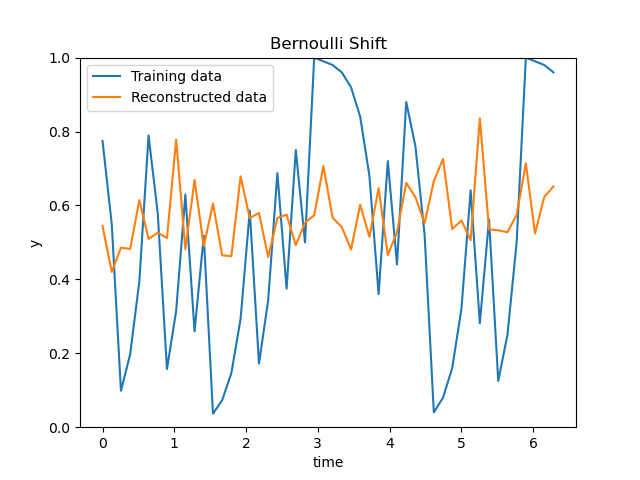 Bernoulli Shift
Training data
Reconstructed data
1.0
0.8
0.6
0.4
0.2
0.0
y
0 1 2 3 4 5 6
time